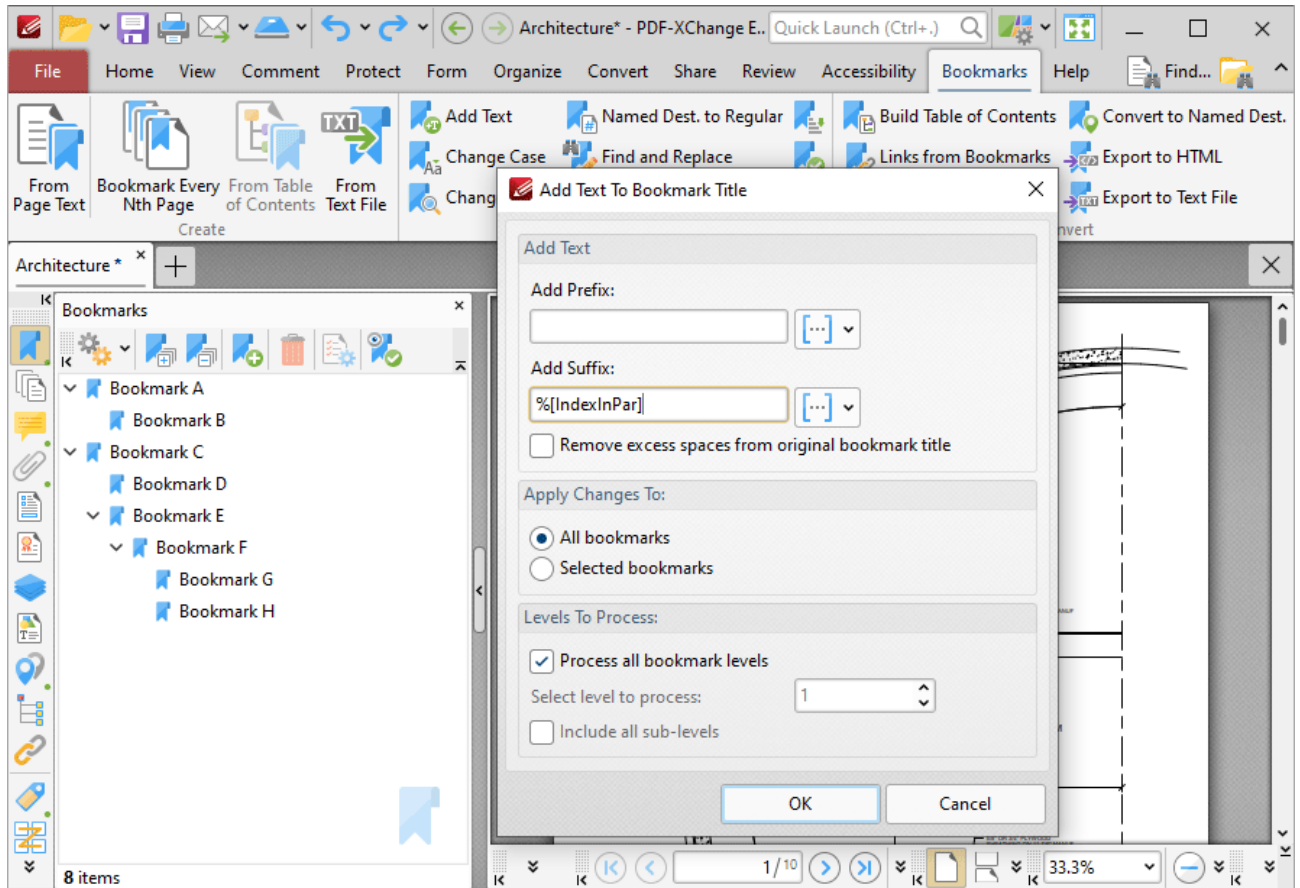 Architecture* - PDF-XChange E..
Quick Launch (Ctrl+.)
File Home View Comment Protect Form Organize Convert Share Review Accessibility Bookmarks Help Find...
From Page Text
Bookmark Every Nth Page
From Table of Contents
TXT
From Text File
Create
Add Text
Aä Change Case
Chang
Named Dest. to Regular
Find and Replace
Build Table of Contents
Links from Bookmarks
Convert to Named Dest.
Export to HTML
TXT Export to Text File
nvert
Architecture *
Bookmarks
Bookmark A
Bookmark B
Bookmark C
Bookmark D
Bookmark E
Bookmark F
Bookmark G
Bookmark H
8 items
Add Text To Bookmark Title
Add Text
Add Prefix:
Add Suffix:
%[IndexInPar]
Remove excess spaces from original bookmark title
Apply Changes To:
All bookmarks
Selected bookmarks
Levels To Process:
Process all bookmark levels
Select level to process: 1
Include all sub-levels
OK Cancel
1/10
33.3%